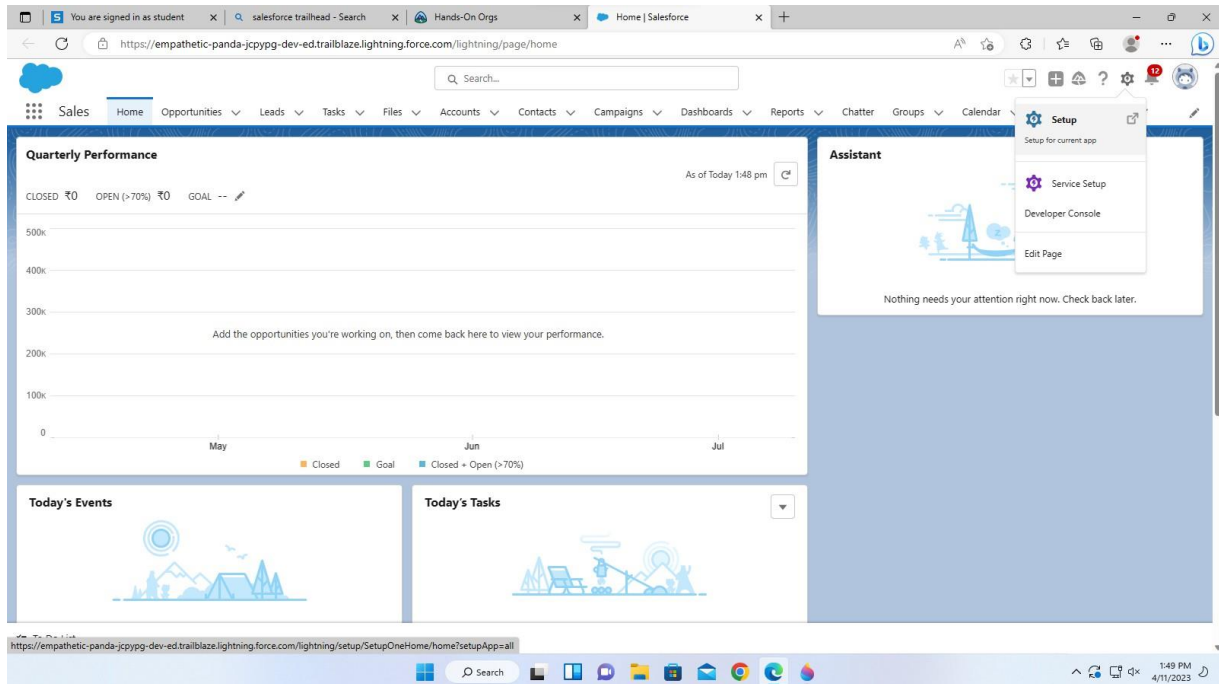 You are signed in as student
salesforce trailhead - Search
Hands-On Orgs
Home | Salesforce
https://empathetic-panda-jcpypg-dev-ed.trailblaze.lightning.force.com/lightning/page/home
Search...
12
Sales Home Opportunities Leads Tasks Files Accounts Contacts Campaigns Dashboards Reports Chatter Groups Calendar
Setup
Setup for current app
Service Setup
Developer Console
Edit Page
Quarterly Performance
As of Today 1:48 pm
CLOSED ₹0 OPEN (>70%) ₹0 GOAL --
500K
400K
300K
200K
100K
0
Add the opportunities you're working on, then come back here to view your performance.
May Jun Jul
Closed Goal Closed + Open (>70%)
Assistant
Nothing needs your attention right now. Check back later.
Today's Events
Today's Tasks
To Do List
https://empathetic-panda-jcpypg-dev-ed.trailblaze.lightning.force.com/lightning/setup/SetupOneHome/home?setupApp=all
Search
1:49 PM
4/11/2023